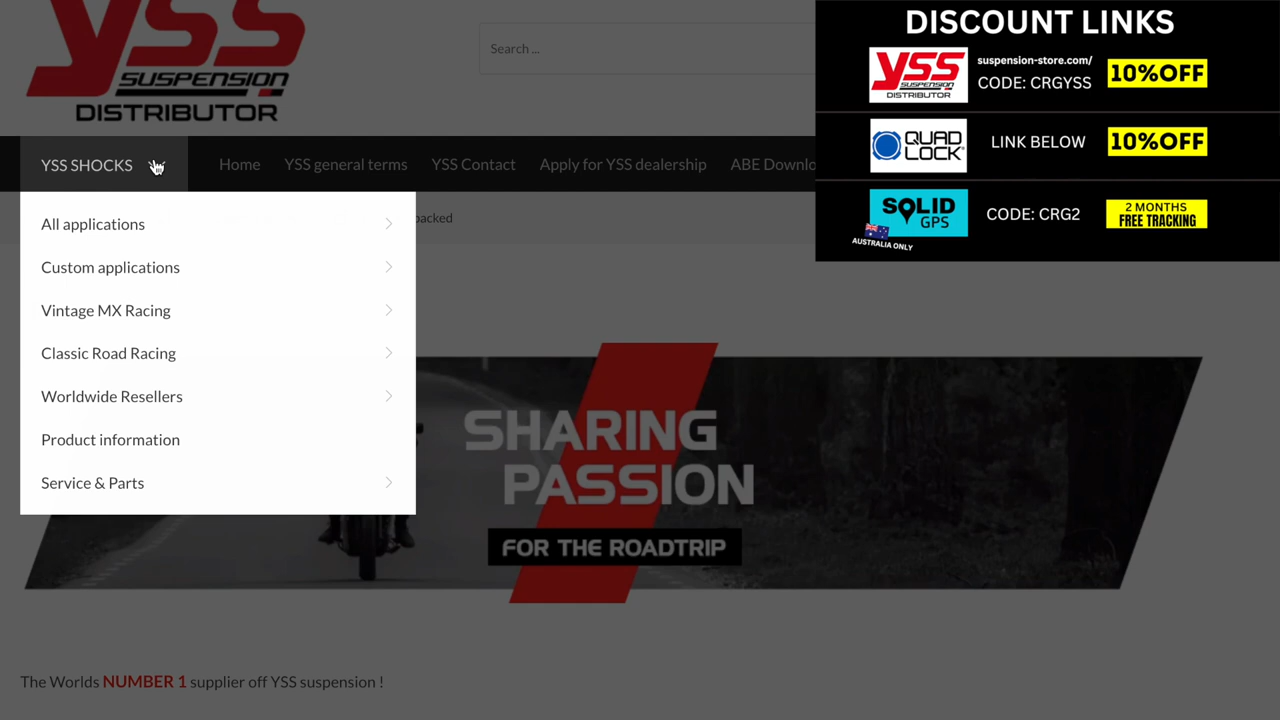 YSS
SUSPENSION
DISTRIBUTOR
Search ...
YSS SHOCKS
Home
YSS general terms
YSS Contact
Apply for YSS dealership
ABE Downlo
All applications
Custom applications
Vintage MX Racing
Classic Road Racing
Worldwide Resellers
Product information
Service & Parts
packed
DISCOUNT LINKS
YSS
SUSPENSION
DISTRIBUTOR
suspension-store.com/
CODE: CRGYSS
10%OFF
QUAD
LOCK
LINK BELOW
10%OFF
SOLID
GPS
AUSTRALIA ONLY
CODE: CRG2
2 MONTHS
FREE TRACKING
SHARING
PASSION
FOR THE ROADTRIP
The Worlds NUMBER 1 supplier off YSS suspension !